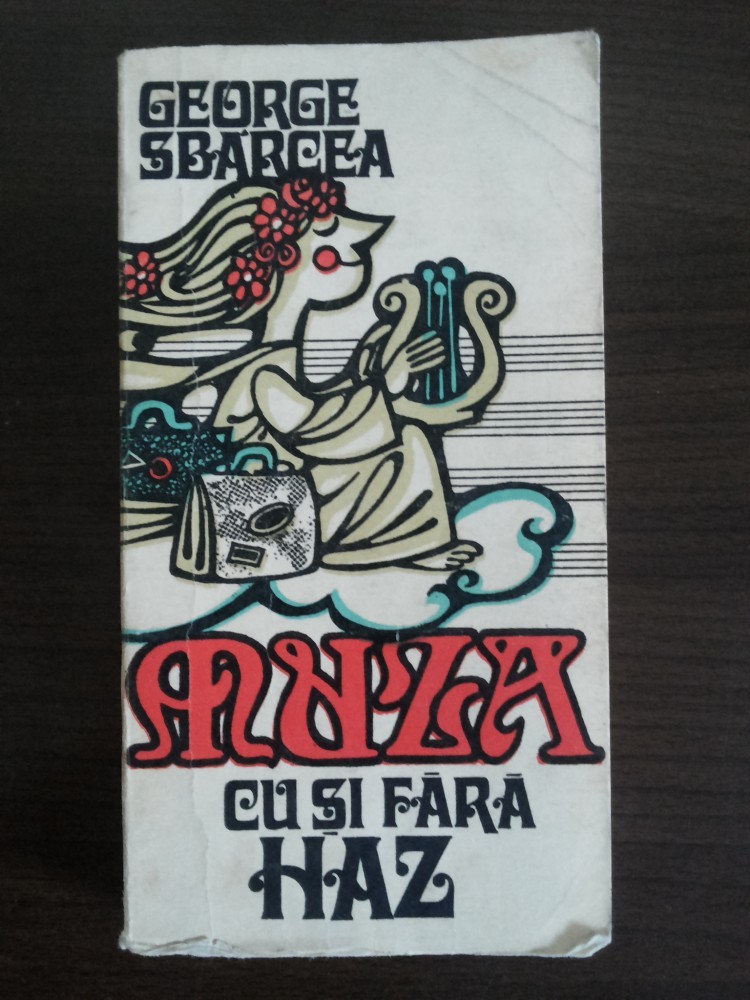 GEORGE
SBÂRCEA
MUZA
CU ȘI FĂRĂ
HAZ